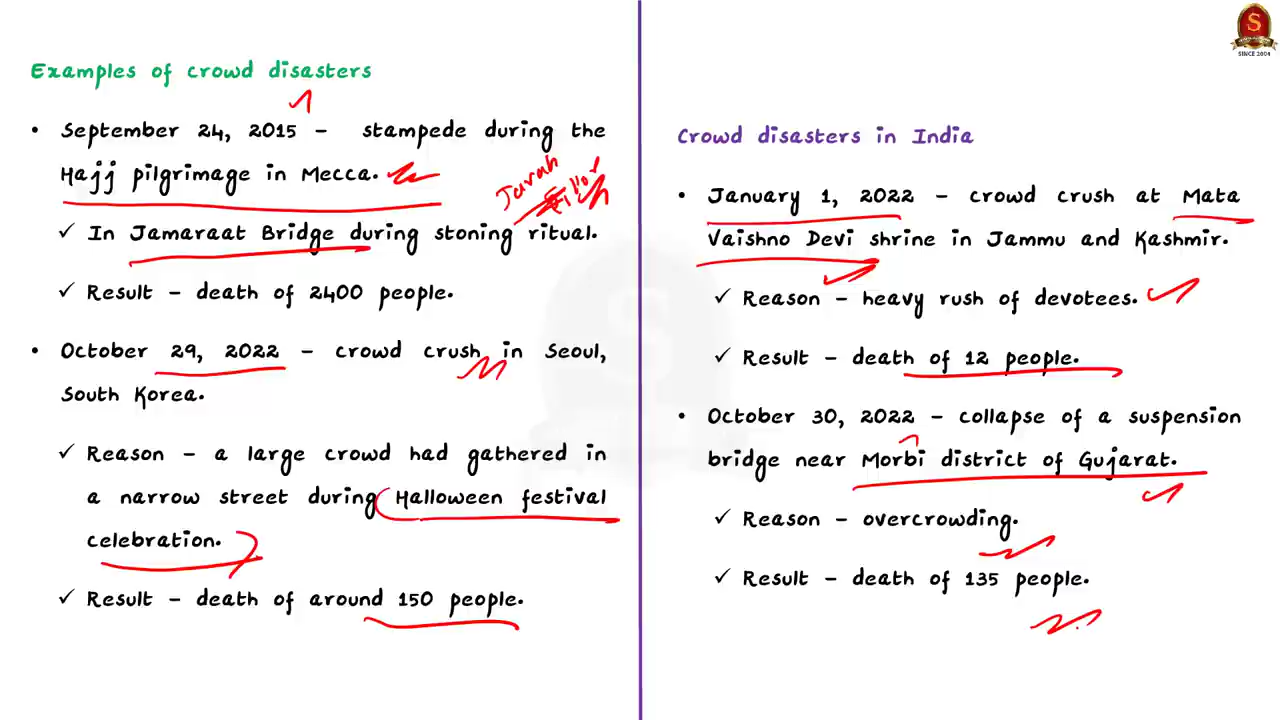 Examples of crowd disasters
• September 24, 2015 – stampede during the
Hajj pilgrimage in Mecca.
✓ In Jamaraat Bridge during stoning ritual.
✓ Result – death of 2400 people.
• October 29, 2022 – crowd crush in Seoul,
South Korea.
✓ Reason – a large crowd had gathered in
a narrow street during Halloween festival
celebration.
✓ Result – death of around 150 people.
Crowd disasters in India
• January 1, 2022 – crowd crush at Mata
Vaishno Devi shrine in Jammu and Kashmir.
✓ Reason – heavy rush of devotees.
✓ Result – death of 12 people.
• October 30, 2022 – collapse of a suspension
bridge near Morbi district of Gujarat.
✓ Reason – overcrowding.
✓ Result – death of 135 people.
S
SINCE 2004